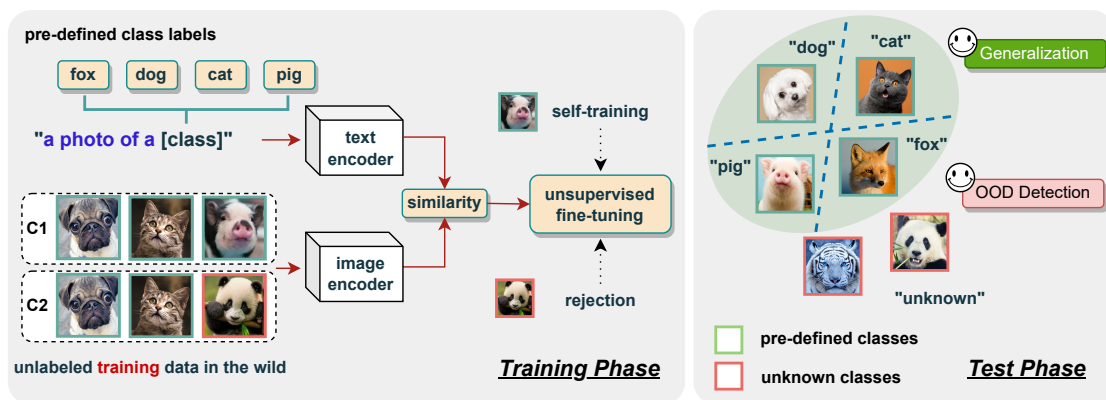 pre-defined class labels
fox
dog
cat
pig
"a photo of a [class]"
text
encoder
C1
C2
image
encoder
unlabeled training data in the wild
similarity
self-training
unsupervised
fine-tuning
rejection
Training Phase
"dog"
"cat"
"pig"
"fox"
Generalization
OOD Detection
"unknown"
pre-defined classes
unknown classes
Test Phase